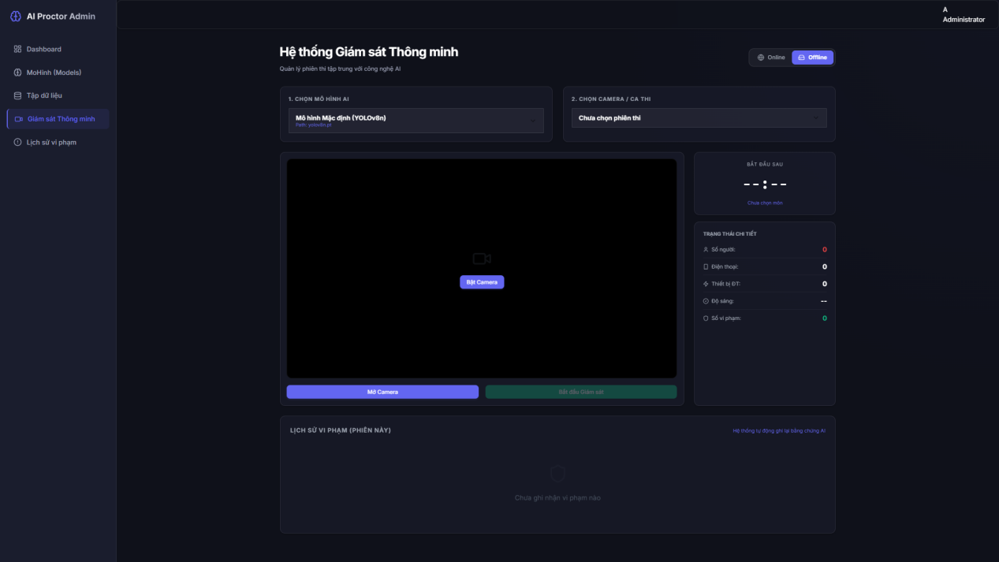 AI Proctor Admin
A
Administrator
Dashboard
MoHình (Models)
Tập dữ liệu
Giám sát Thông minh
Lịch sử vi phạm
Hệ thống Giám sát Thông minh
Quản lý phiên thi tập trung với công nghệ AI
Online
Offline
1. CHỌN MÔ HÌNH AI
Mô hình Mặc định (YOLOv8n)
Path: yolov8n.pt
2. CHỌN CAMERA / CA THI
Chưa chọn phiên thi
Bật Camera
Mở Camera
Bắt đầu Giám sát
BẮT ĐẦU SAU
--:--
Chưa chọn môn
TRẠNG THÁI CHI TIẾT
Số người: 0
Điện thoại: 0
Thiết bị ĐT: 0
Độ sáng: --
Số vi phạm: 0
LỊCH SỬ VI PHẠM (PHIÊN NÀY)
Hệ thống tự động ghi lại bằng chứng AI
Chưa ghi nhận vi phạm nào